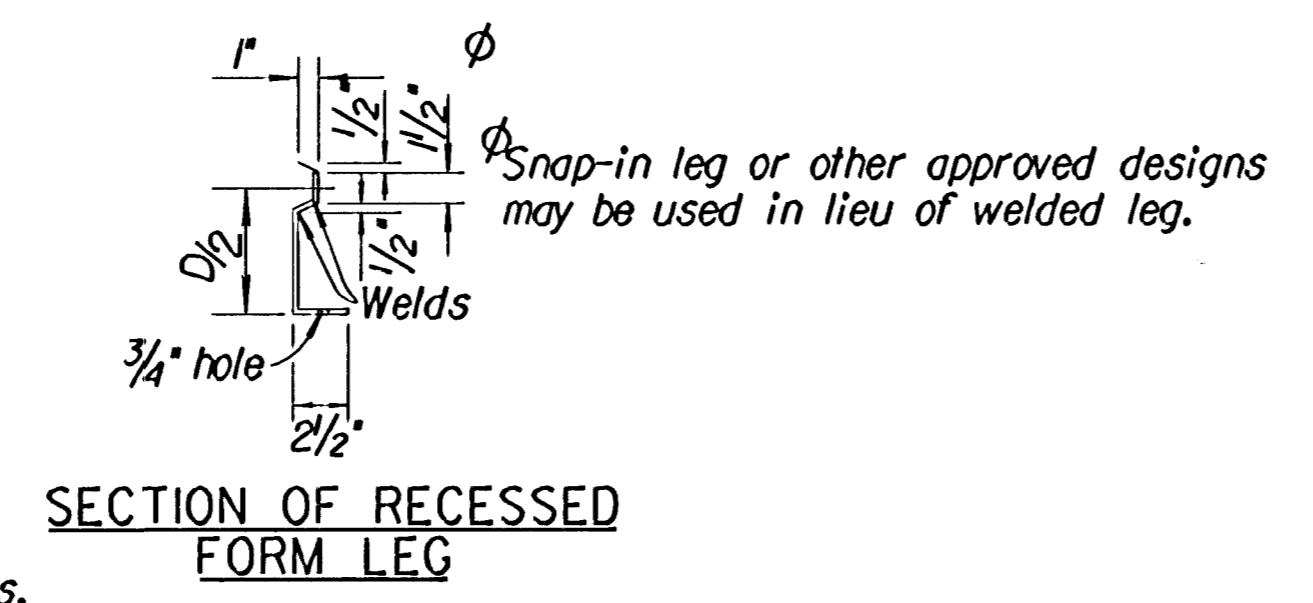 1"
ϕ
1/2"
1 1/2"
ϕ Snap-in leg or other approved designs
may be used in lieu of welded leg.
D/2
1/2"
Welds
3/4" hole
2 1/2"
SECTION OF RECESSED
FORM LEG
s.